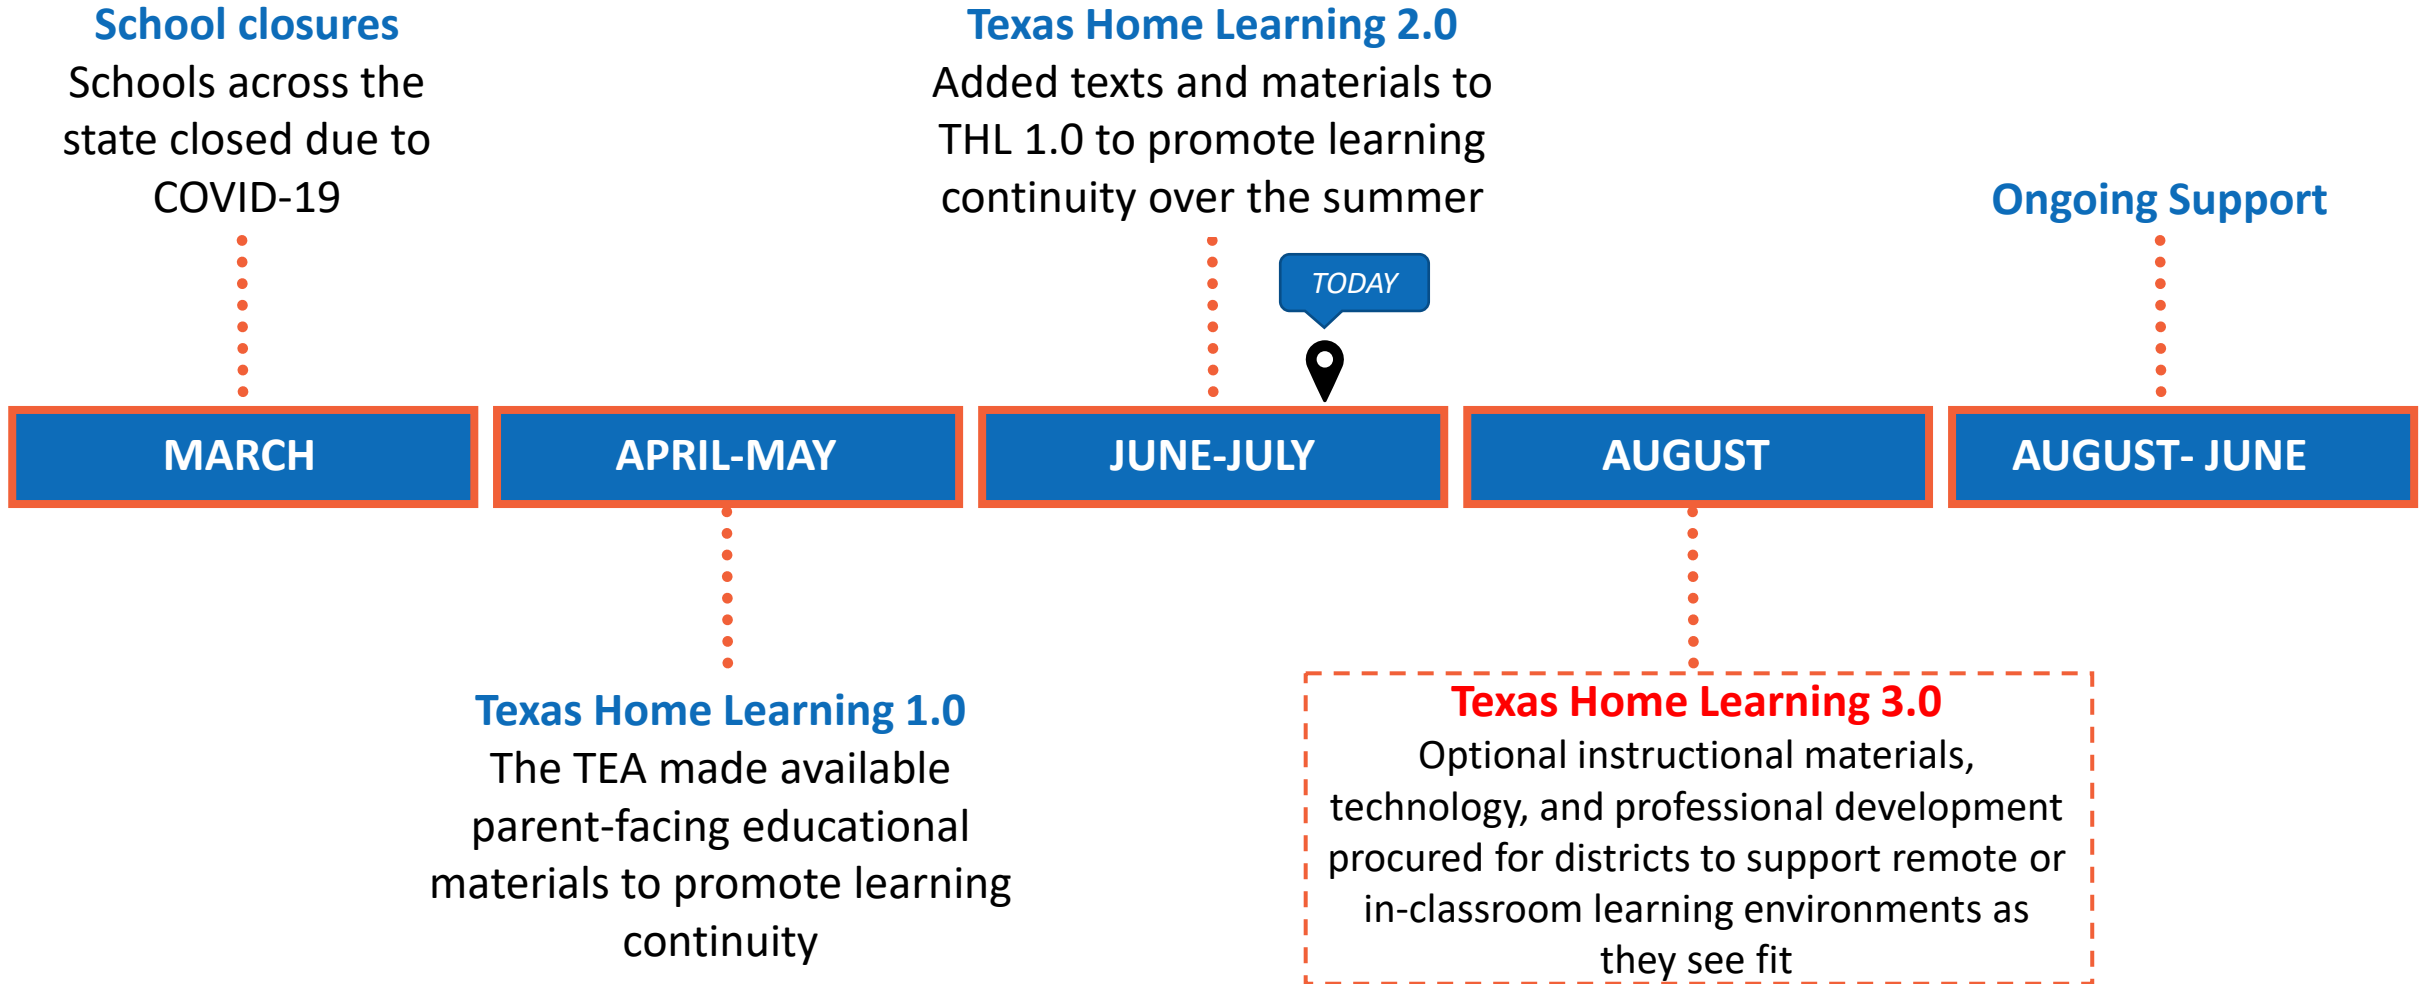 School closures
Schools across the
state closed due to
COVID-19
Texas Home Learning 2.0
Added texts and materials to
THL 1.0 to promote learning
continuity over the summer
Ongoing Support
TODAY
MARCH
APRIL-MAY
JUNE-JULY
AUGUST
AUGUST- JUNE
Texas Home Learning 1.0
The TEA made available
parent-facing educational
materials to promote learning
continuity
Texas Home Learning 3.0
Optional instructional materials,
technology, and professional development
procured for districts to support remote or
in-classroom learning environments as
they see fit